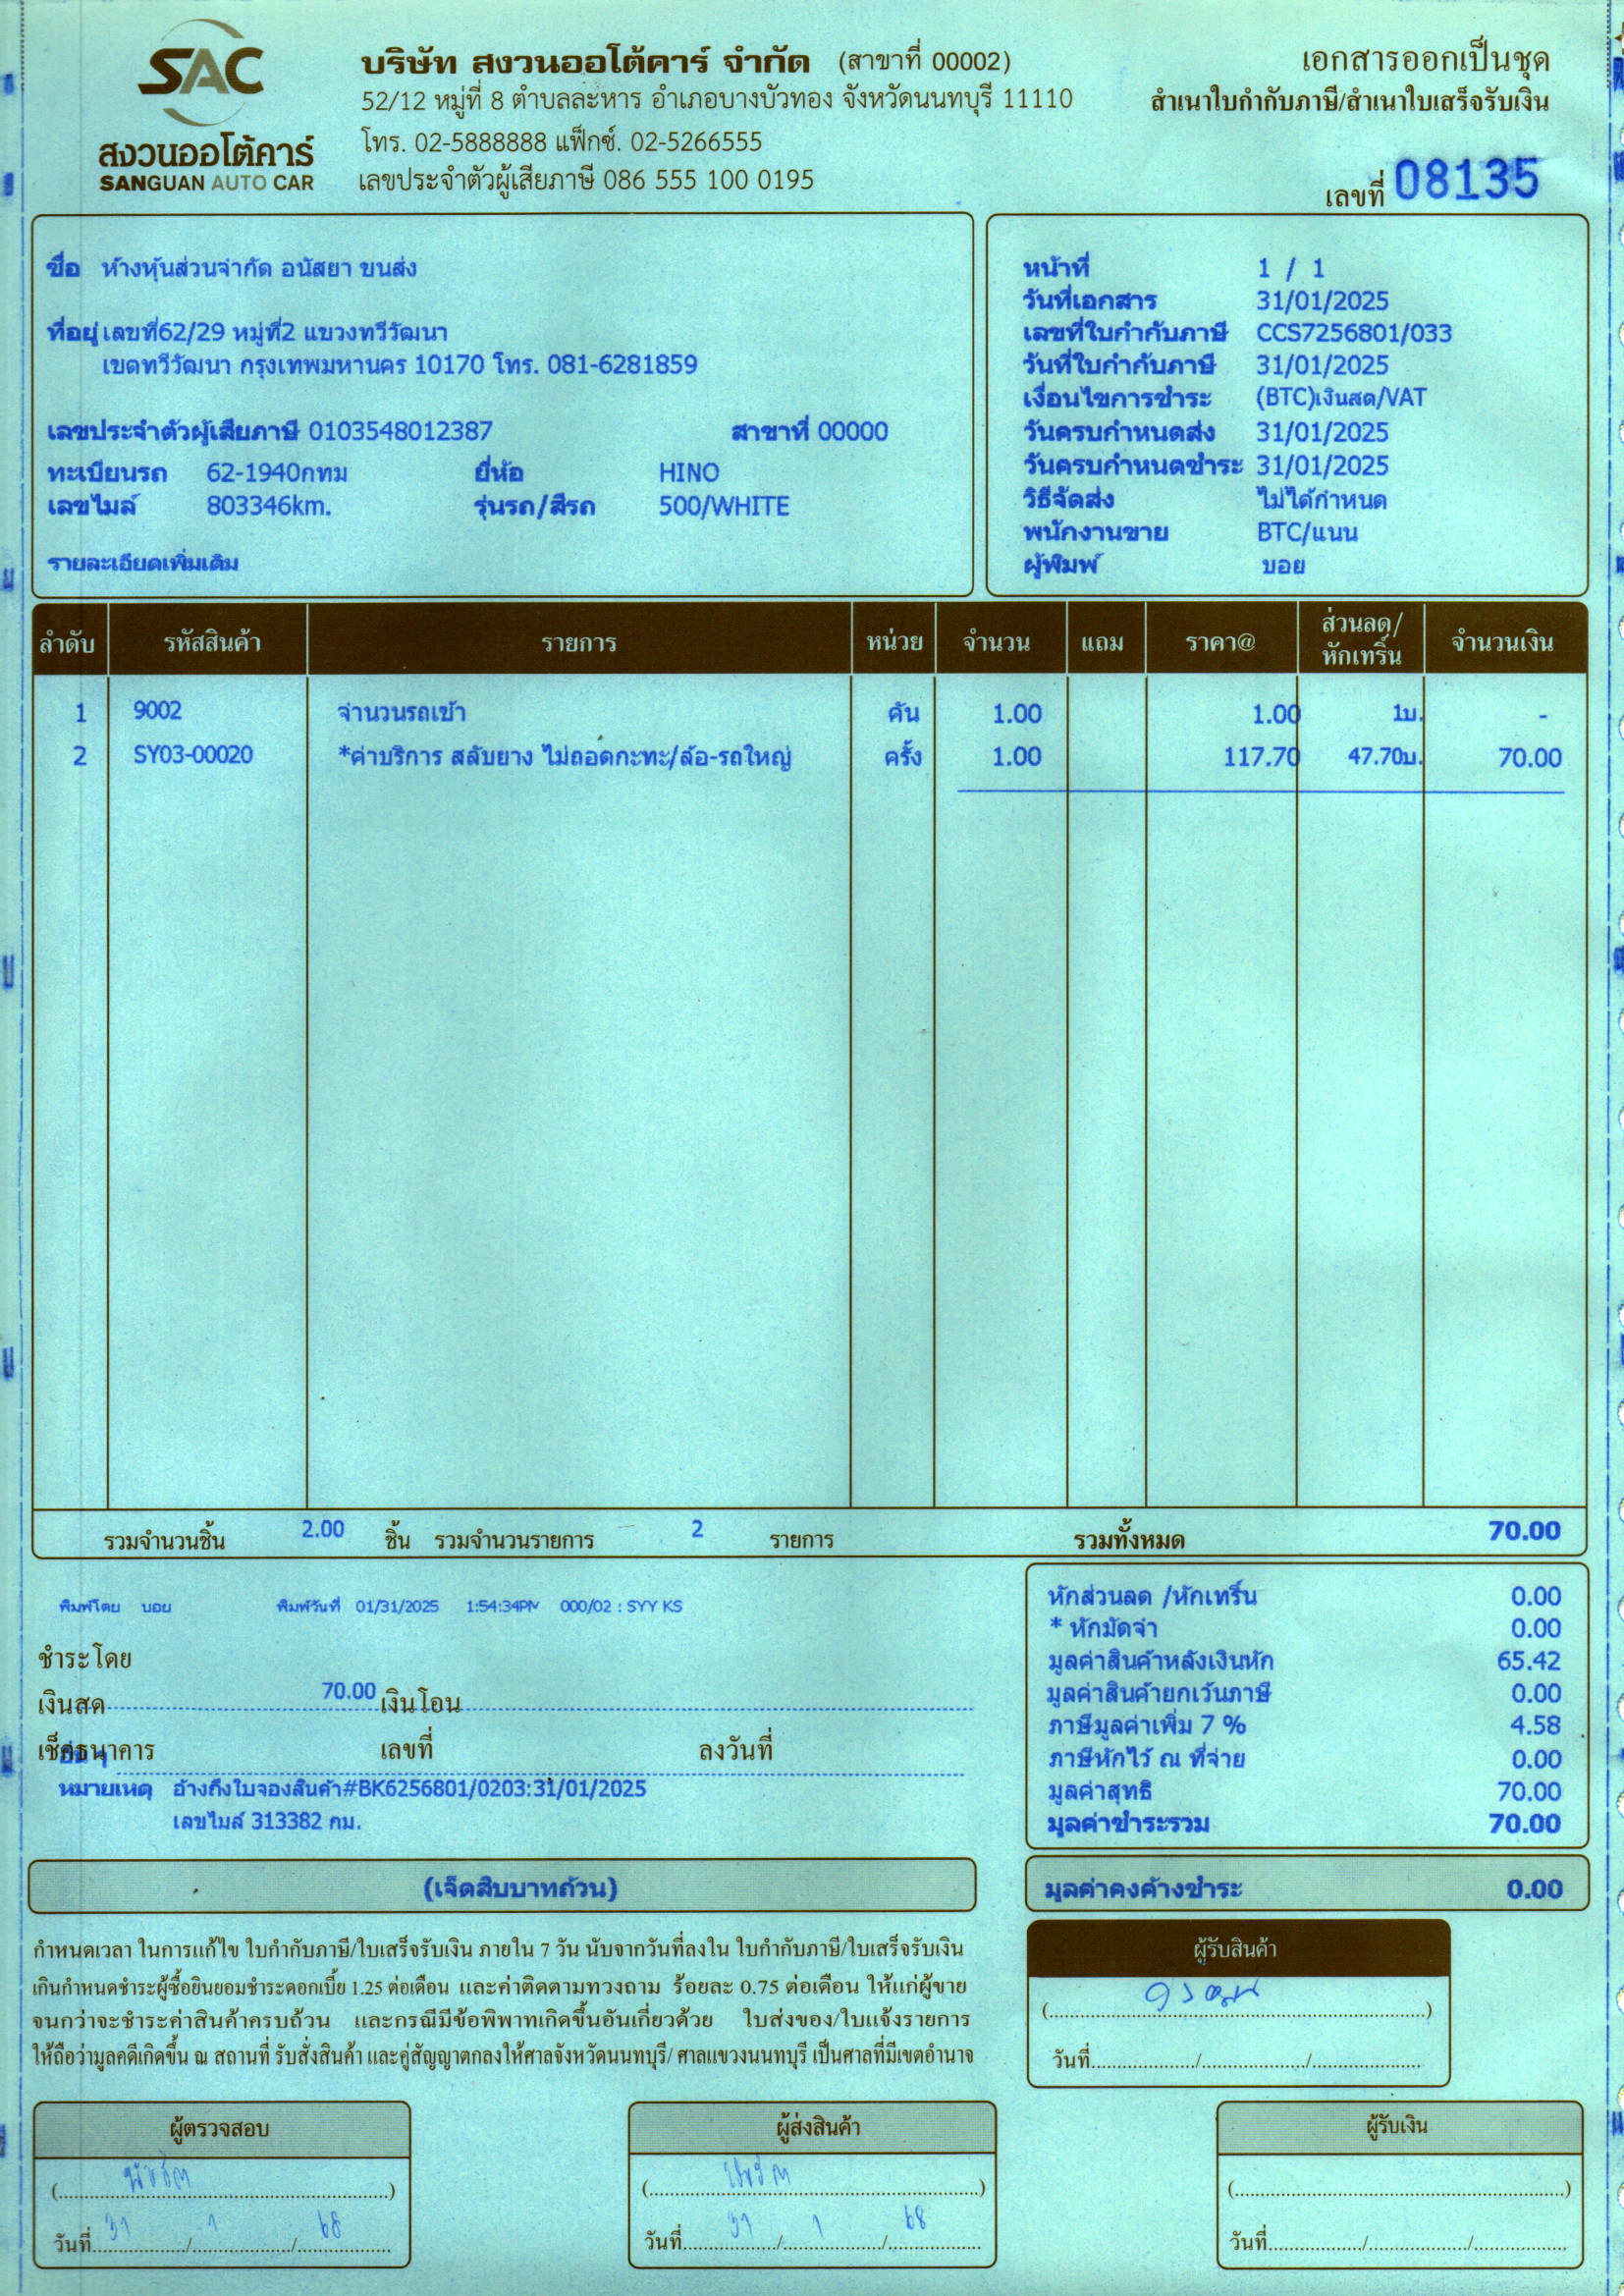 SAC
สงวนออโต้คาร์
SANGUAN AUTO CAR
บริษัท สงวนออโต้คาร์ จำกัด (สาขาที่ 00002)
52/12 หมู่ที่ 8 ตำบลละหาร อำเภอบางบัวทอง จังหวัดนนทบุรี 11110
โทร. 02-5888888 แฟ็กซ์. 02-5266555
เลขประจำตัวผู้เสียภาษี 086 555 100 0195
เอกสารออกเป็นชุด
สำเนาใบกำกับภาษี/สำเนาใบเสร็จรับเงิน
เลขที่ 08135
ชื่อ ห้างหุ้นส่วนจำกัด อนัสยา ขนส่ง
ที่อยู่ เลขที่62/29 หมู่ที่2 แขวงทวีวัฒนา
เขตทวีวัฒนา กรุงเทพมหานคร 10170 โทร. 081-6281859
เลขประจำตัวผู้เสียภาษี 0103548012387 สาขาที่ 00000
ทะเบียนรถ 62-1940กทม ยี่ห้อ HINO
เลขไมล์ 803346km. รุ่นรถ/สีรถ 500/WHITE
รายละเอียดเพิ่มเติม
หน้าที่ 1 / 1
วันที่เอกสาร 31/01/2025
เลขที่ใบกำกับภาษี CCS7256801/033
วันที่ใบกำกับภาษี 31/01/2025
เงื่อนไขการชำระ (BTC)เงินสด/VAT
วันครบกำหนดส่ง 31/01/2025
วันครบกำหนดชำระ 31/01/2025
วิธีจัดส่ง ไม่ได้กำหนด
พนักงานขาย BTC/แนน
ผู้พิมพ์ บอย
ลำดับ รหัสสินค้า รายการ หน่วย จำนวน แถม ราคา@ ส่วนลด/หักเทริ์น จำนวนเงิน
1 9002 จำนวนรถเข้า คัน 1.00 1.00 1บ. -
2 SY03-00020 *ค่าบริการ สลับยาง ไม่ถอดกะทะ/ล้อ-รถใหญ่ ครั้ง 1.00 117.70 47.70บ. 70.00
รวมจำนวนชิ้น 2.00 ชิ้น รวมจำนวนรายการ 2 รายการ รวมทั้งหมด 70.00
พิมพ์โดย บอย พิมพ์วันที่ 01/31/2025 1:54:34PM 000/02 : SYY KS
ชำระโดย
เงินสด 70.00 เงินโอน
เช็คธนาคาร เลขที่ ลงวันที่
หมายเหตุ อ้างถึงใบจองสินค้า#BK6256801/0203:31/01/2025
เลขไมล์ 313382 กม.
หักส่วนลด /หักเทริ์น 0.00
* หักมัดจำ 0.00
มูลค่าสินค้าหลังเงินหัก 65.42
มูลค่าสินค้ายกเว้นภาษี 0.00
ภาษีมูลค่าเพิ่ม 7 % 4.58
ภาษีหักไว้ ณ ที่จ่าย 0.00
มูลค่าสุทธิ 70.00
มูลค่าชำระรวม 70.00
(เจ็ดสิบบาทถ้วน)
มูลค่าคงค้างชำระ 0.00
กำหนดเวลา ในการแก้ไข ใบกำกับภาษี/ใบเสร็จรับเงิน ภายใน 7 วัน นับจากวันที่ลงใน ใบกำกับภาษี/ใบเสร็จรับเงิน
เกินกำหนดชำระผู้ซื้อยินยอมชำระดอกเบี้ย 1.25 ต่อเดือน และค่าติดตามทวงถาม ร้อยละ 0.75 ต่อเดือน ให้แก่ผู้ขาย
จนกว่าจะชำระค่าสินค้าครบถ้วน และกรณีมีข้อพิพาทเกิดขึ้นอันเกี่ยวด้วย ใบส่งของ/ใบแจ้งรายการ
ให้ถือว่ามูลคดีเกิดขึ้น ณ สถานที่ รับสั่งสินค้า และคู่สัญญาตกลงให้ศาลจังหวัดนนทบุรี/ ศาลแขวงนนทบุรี เป็นศาลที่มีเขตอำนาจ
ผู้รับสินค้า
วันที่
ผู้ตรวจสอบ
วันที่ 31 / 1 / 68
ผู้ส่งสินค้า
วันที่ 31 / 1 / 68
ผู้รับเงิน
วันที่